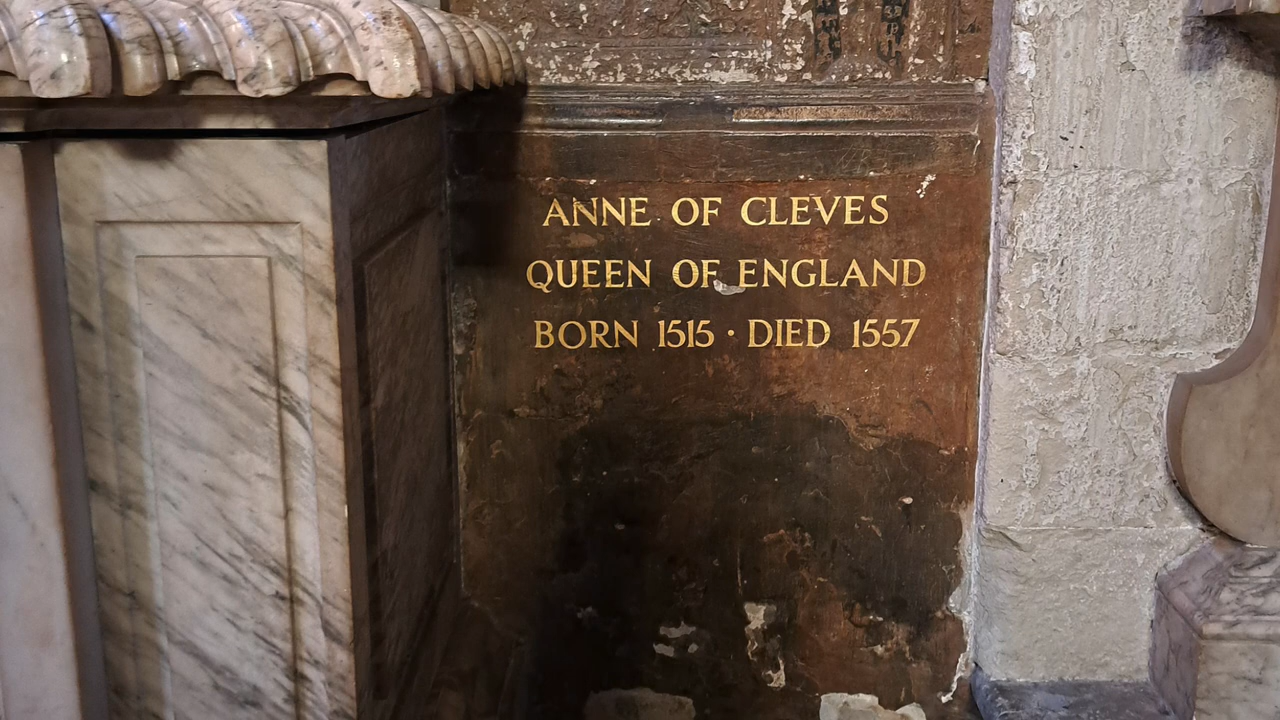 ANNE OF CLEVES
QUEEN OF ENGLAND
BORN 1515 · DIED 1557